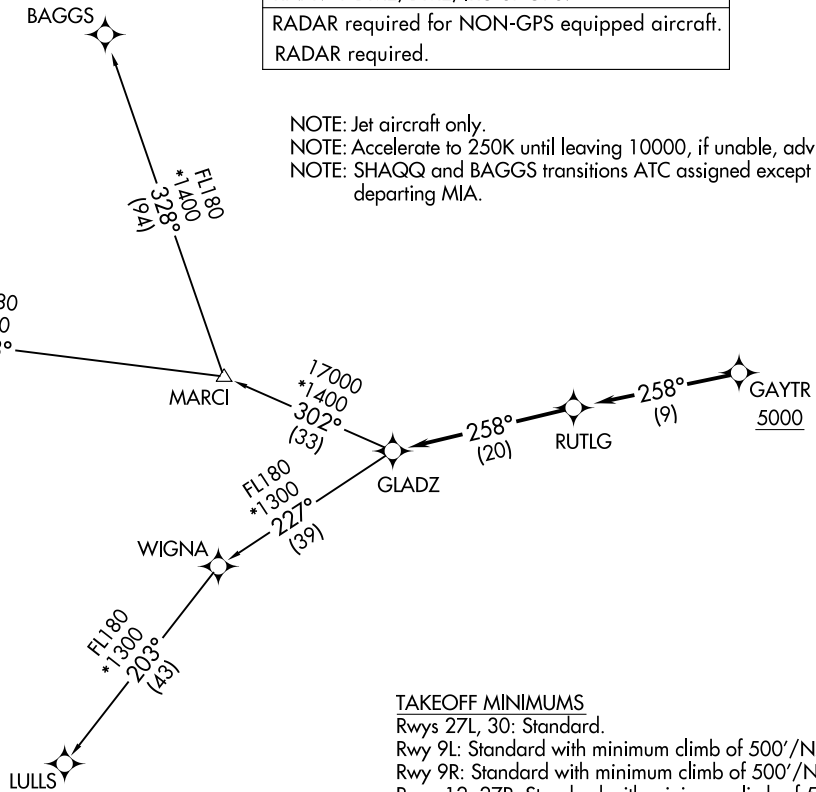 BAGGS
RADAR required for NON-GPS equipped aircraft.
RADAR required.
NOTE: Jet aircraft only.
NOTE: Accelerate to 250K until leaving 10000, if unable, adv
NOTE: SHAQQ and BAGGS transitions ATC assigned except
departing MIA.
FL180
*1400
328°
(94)
MARCI
17000
*1400
302°
(33)
258°
(9)
GAYTR
5000
258°
(20)
RUTLG
GLADZ
FL180
*1300
227°
(39)
WIGNA
FL180
*1300
203°
(43)
LULLS
TAKEOFF MINIMUMS
Rwys 27L, 30: Standard.
Rwy 9L: Standard with minimum climb of 500'/N
Rwy 9R: Standard with minimum climb of 500'/N